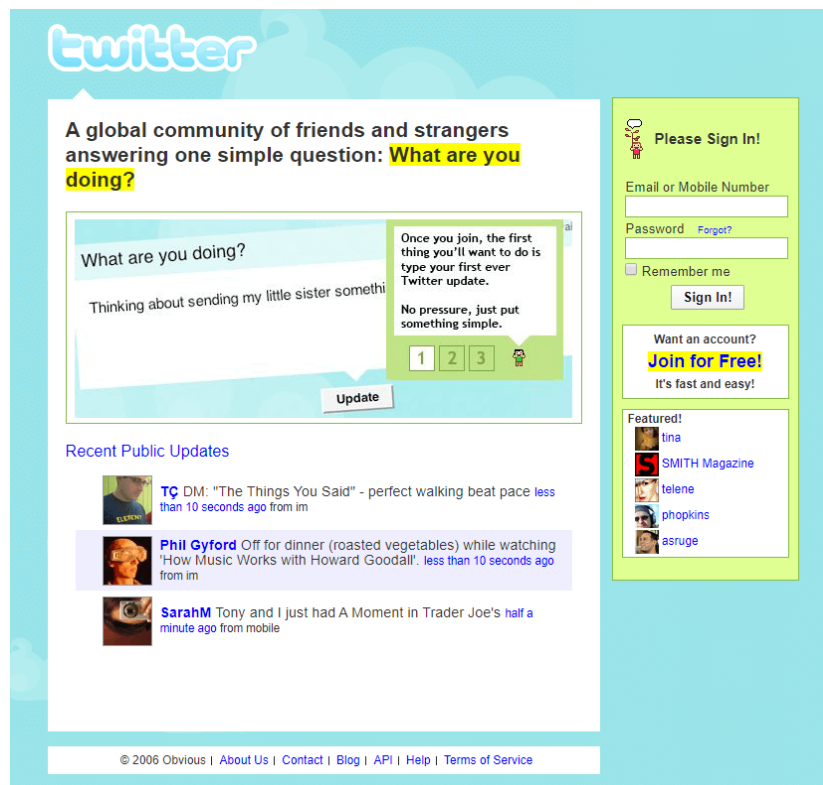 twitter
A global community of friends and strangers
answering one simple question: What are you
doing?
What are you doing?
Thinking about sending my little sister somethi
Update
Once you join, the first
thing you'll want to do is
type your first ever
Twitter update.
No pressure, just put
something simple.
1 2 3
Recent Public Updates
TÇ DM: "The Things You Said" - perfect walking beat pace less
than 10 seconds ago from im
Phil Gyford Off for dinner (roasted vegetables) while watching
'How Music Works with Howard Goodall'. less than 10 seconds ago
from im
SarahM Tony and I just had A Moment in Trader Joe's half a
minute ago from mobile
Please Sign In!
Email or Mobile Number
Password Forgot?
Remember me
Sign In!
Want an account?
Join for Free!
It's fast and easy!
Featured!
tina
SMITH Magazine
telene
phopkins
asruge
© 2006 Obvious | About Us | Contact | Blog | API | Help | Terms of Service